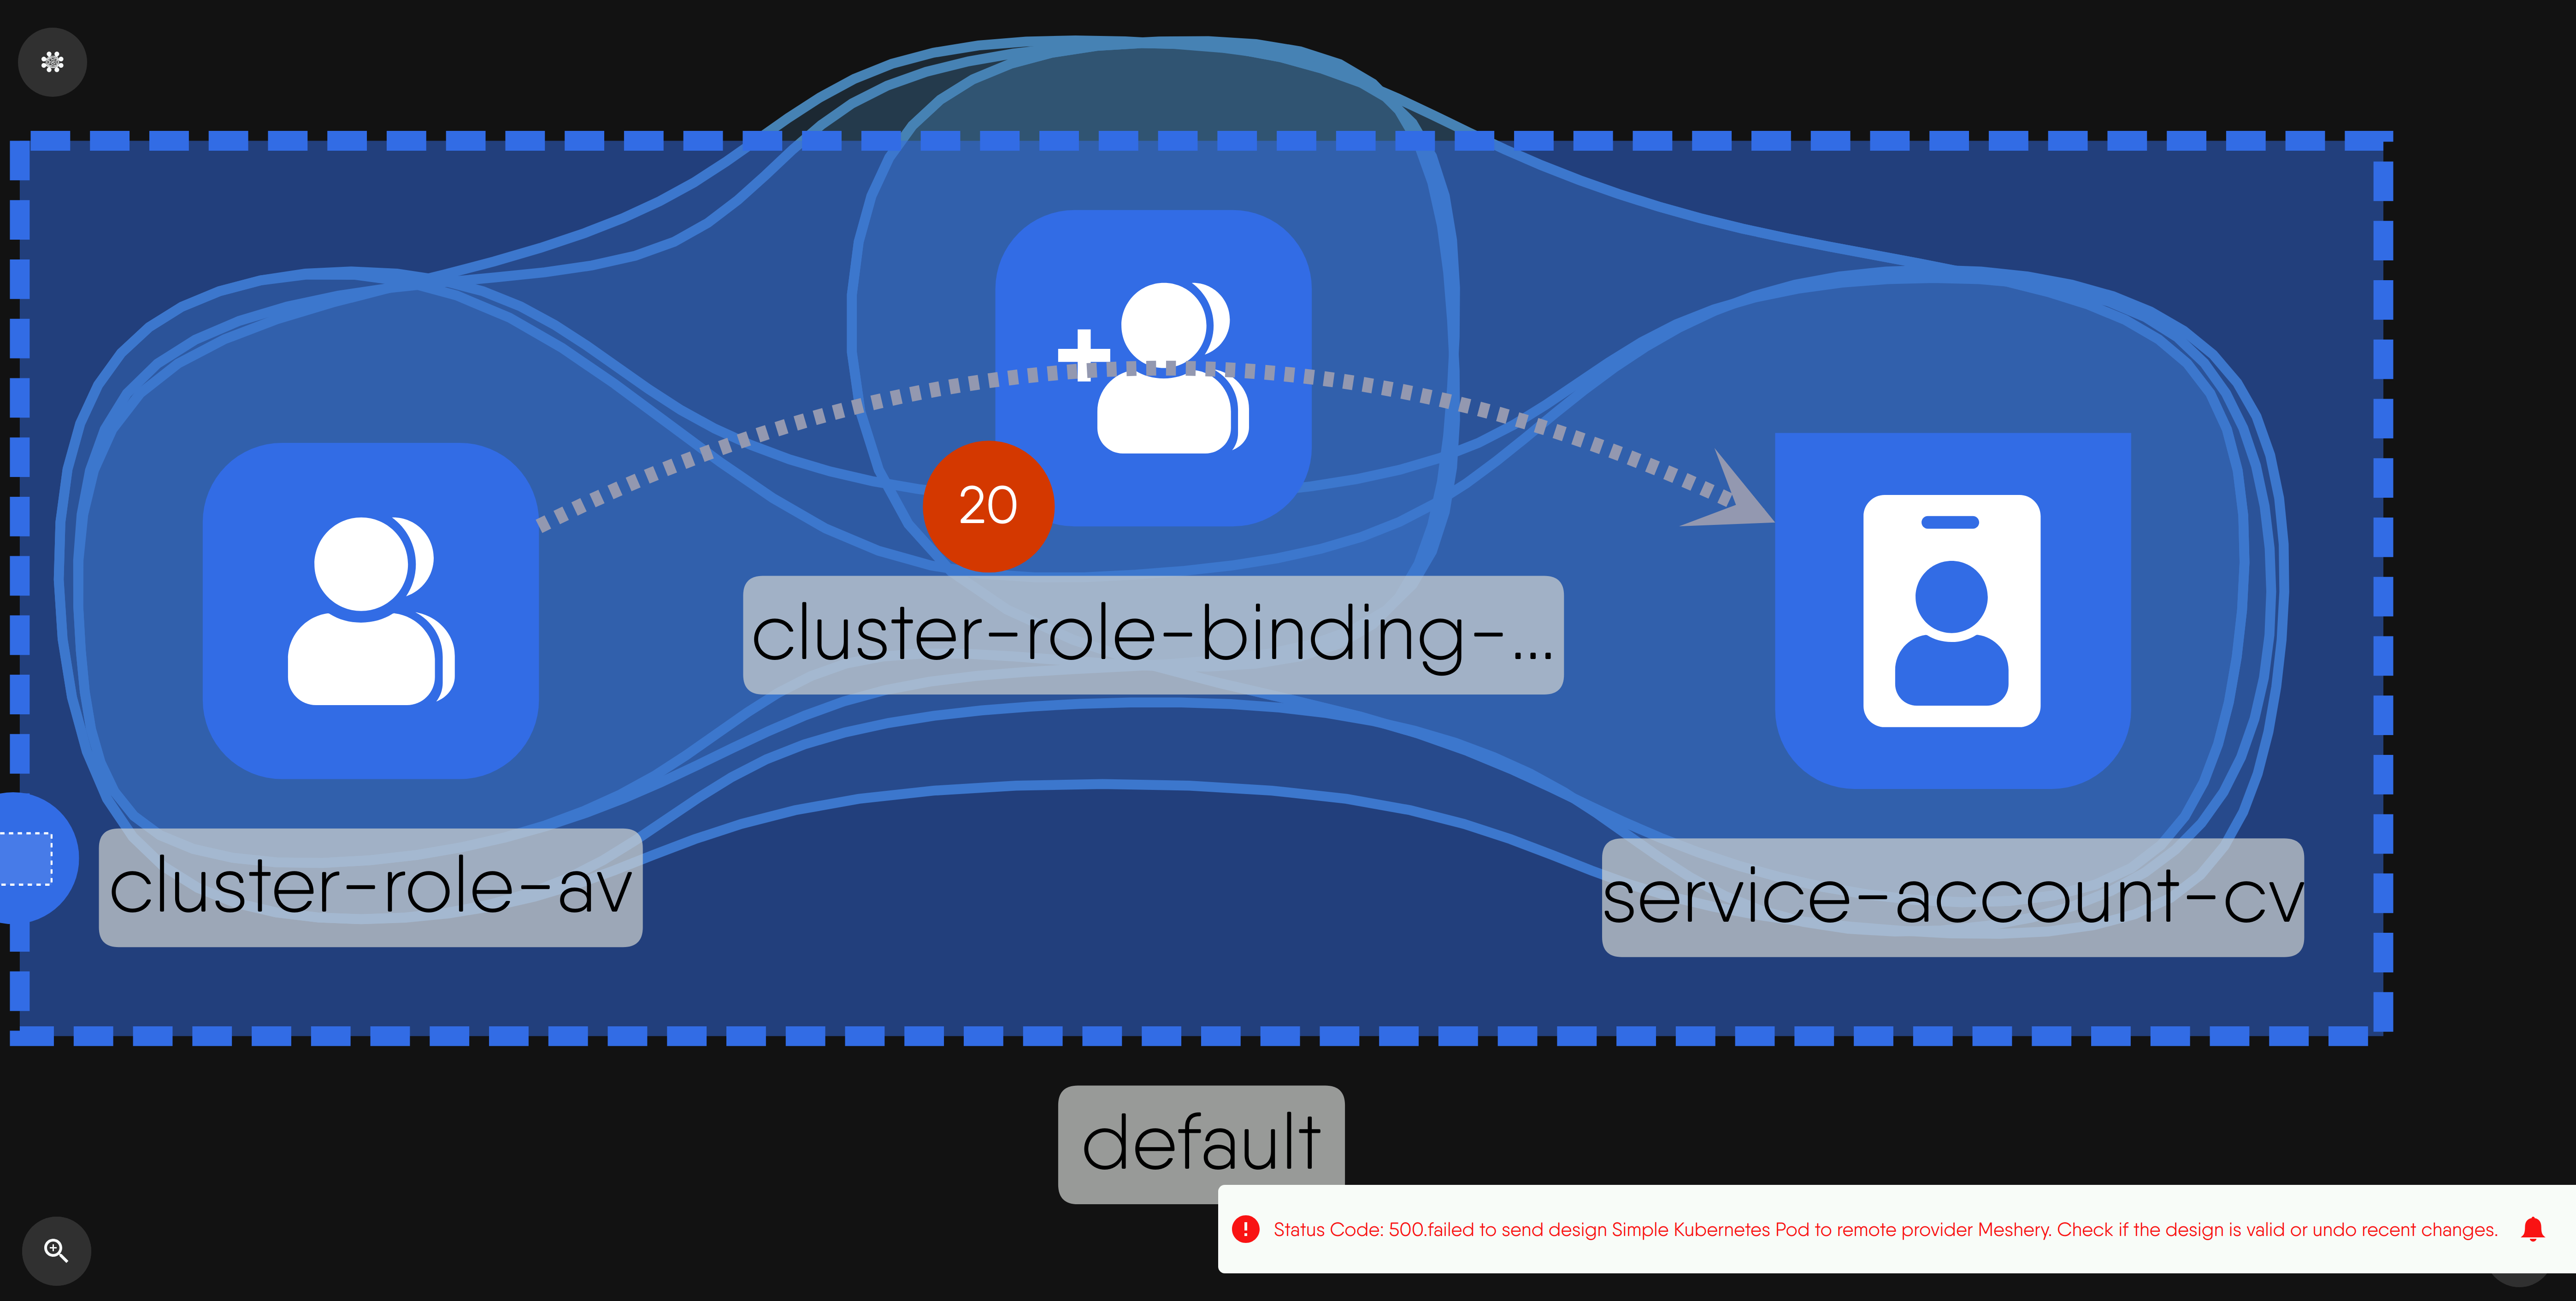 20
cluster-role-binding-...
cluster-role-av
service-account-cv
default
Status Code: 500.failed to send design Simple Kubernetes Pod to remote provider Meshery. Check if the design is valid or undo recent changes.